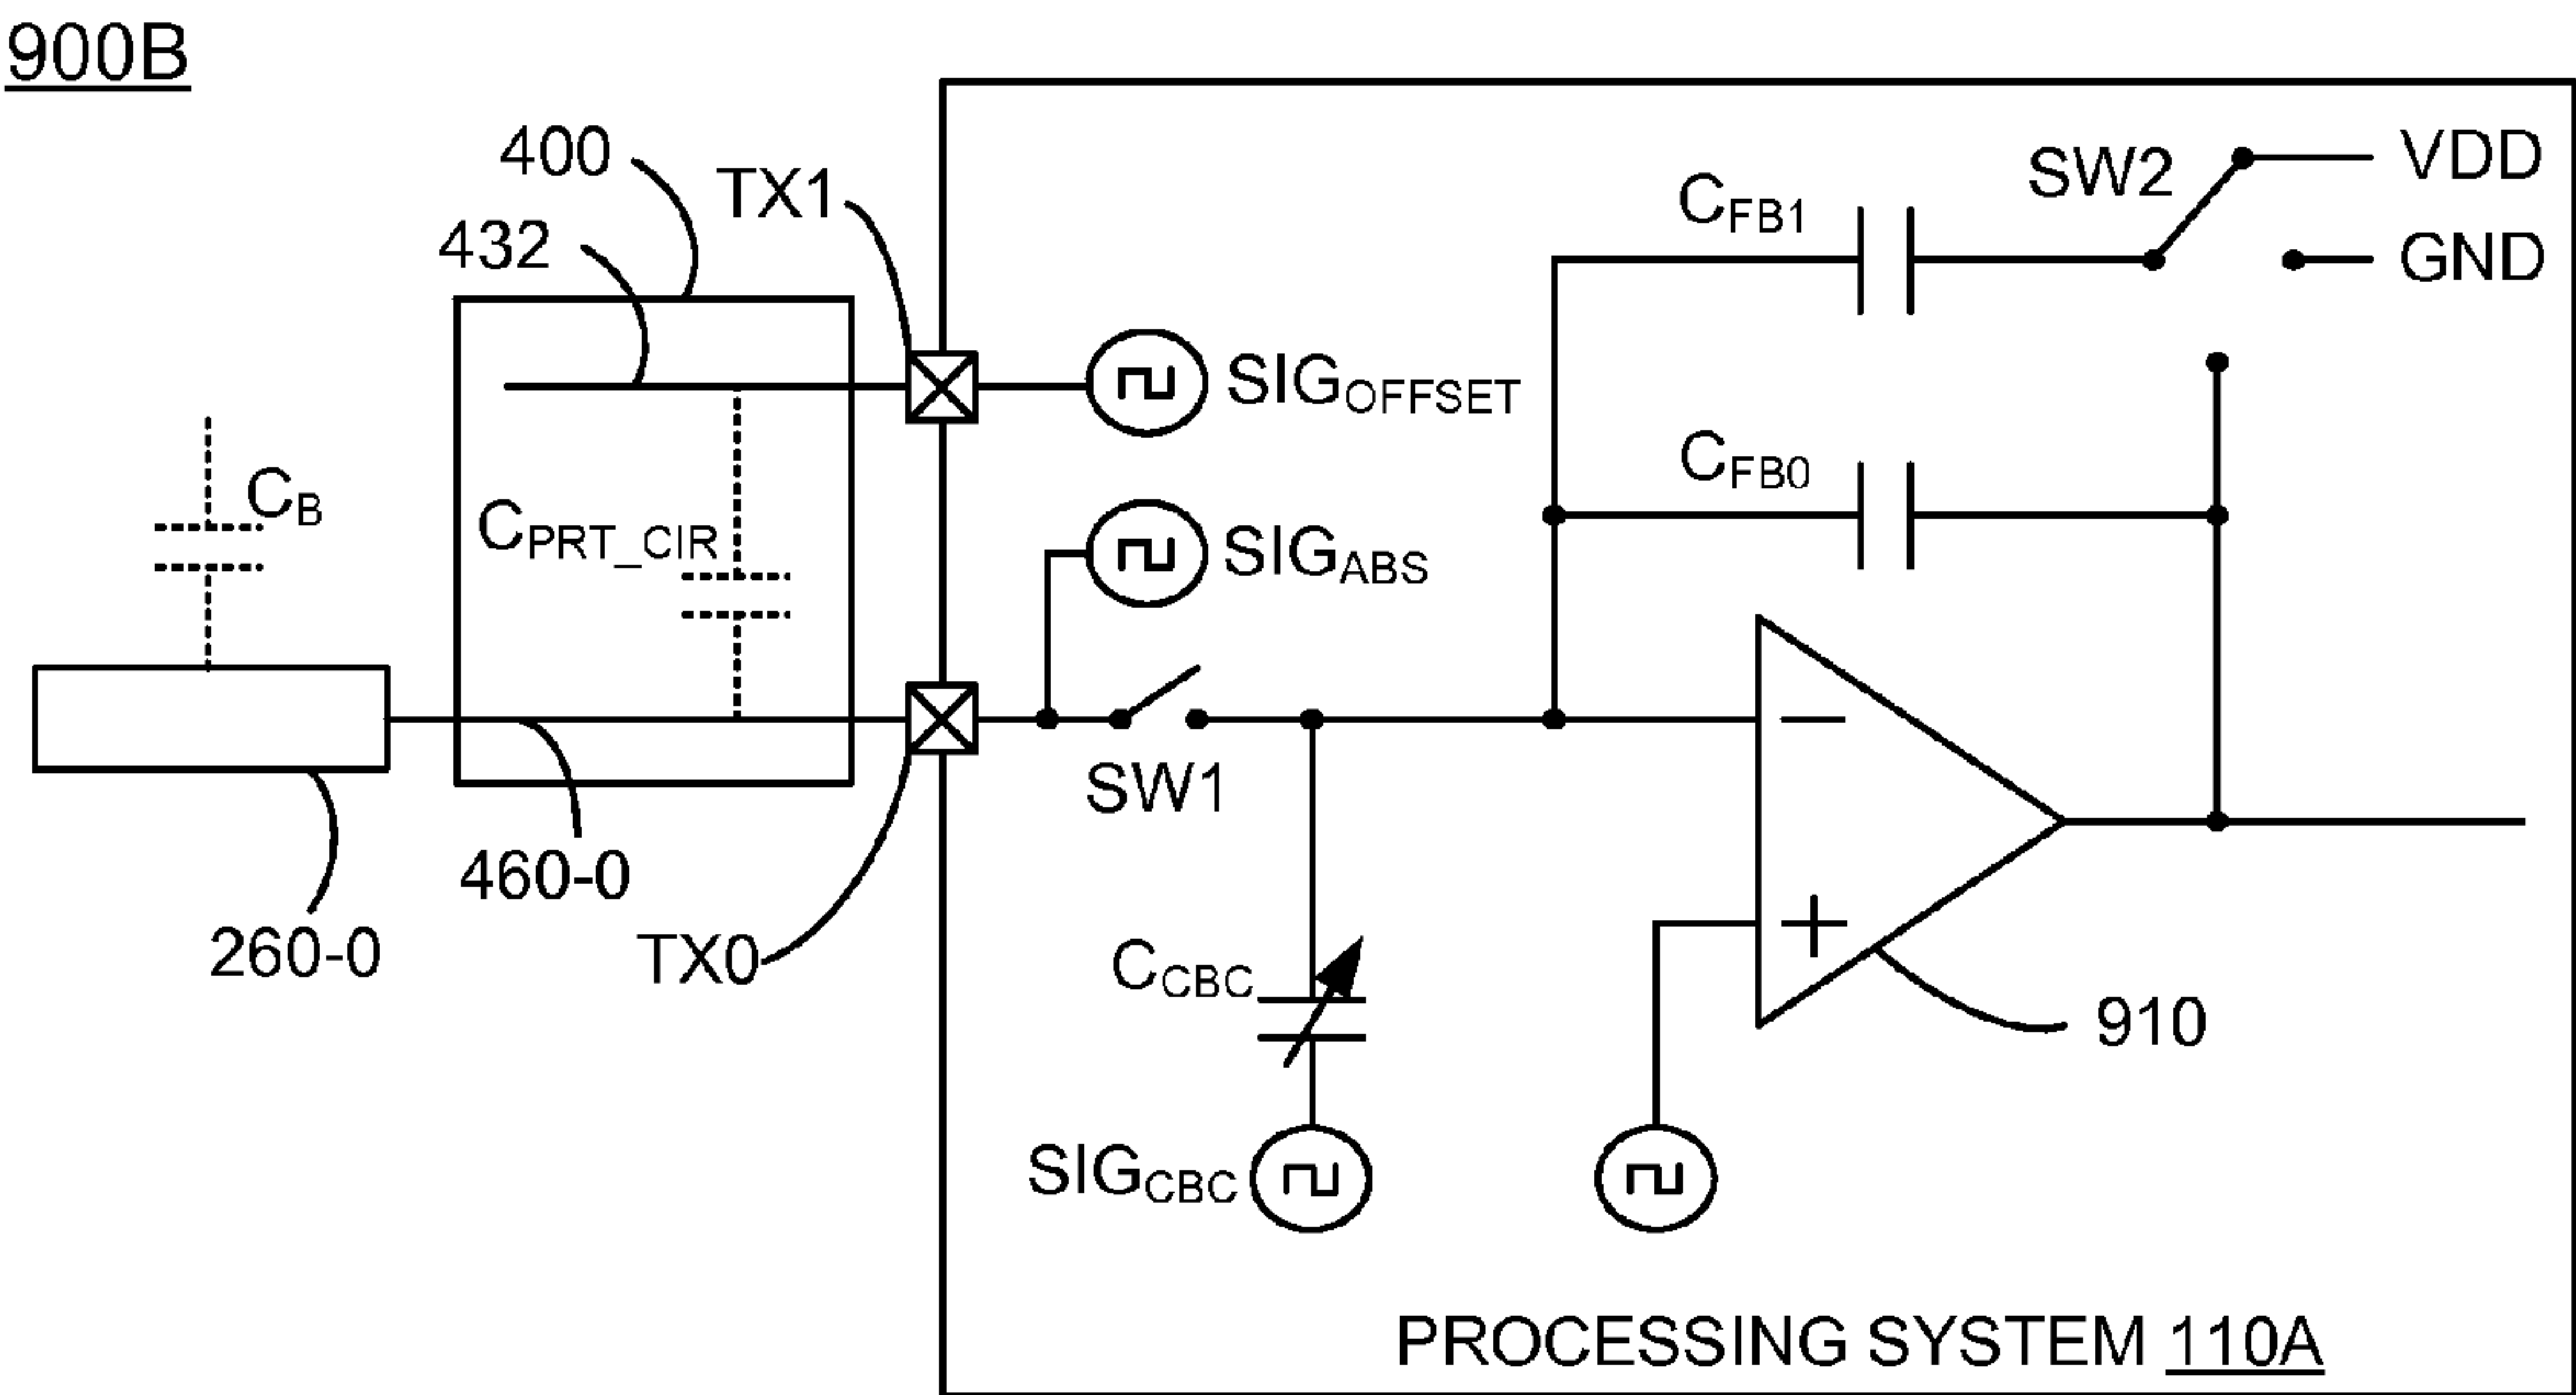 900B
400
TX1
432
SW2
VDD
GND
CFB1
SIGOFFSET
CB
CPRT_CIR
CFB0
SIGABS
SW1
460-0
260-0
TX0
CCBC
910
SIGCBC
PROCESSING SYSTEM 110A